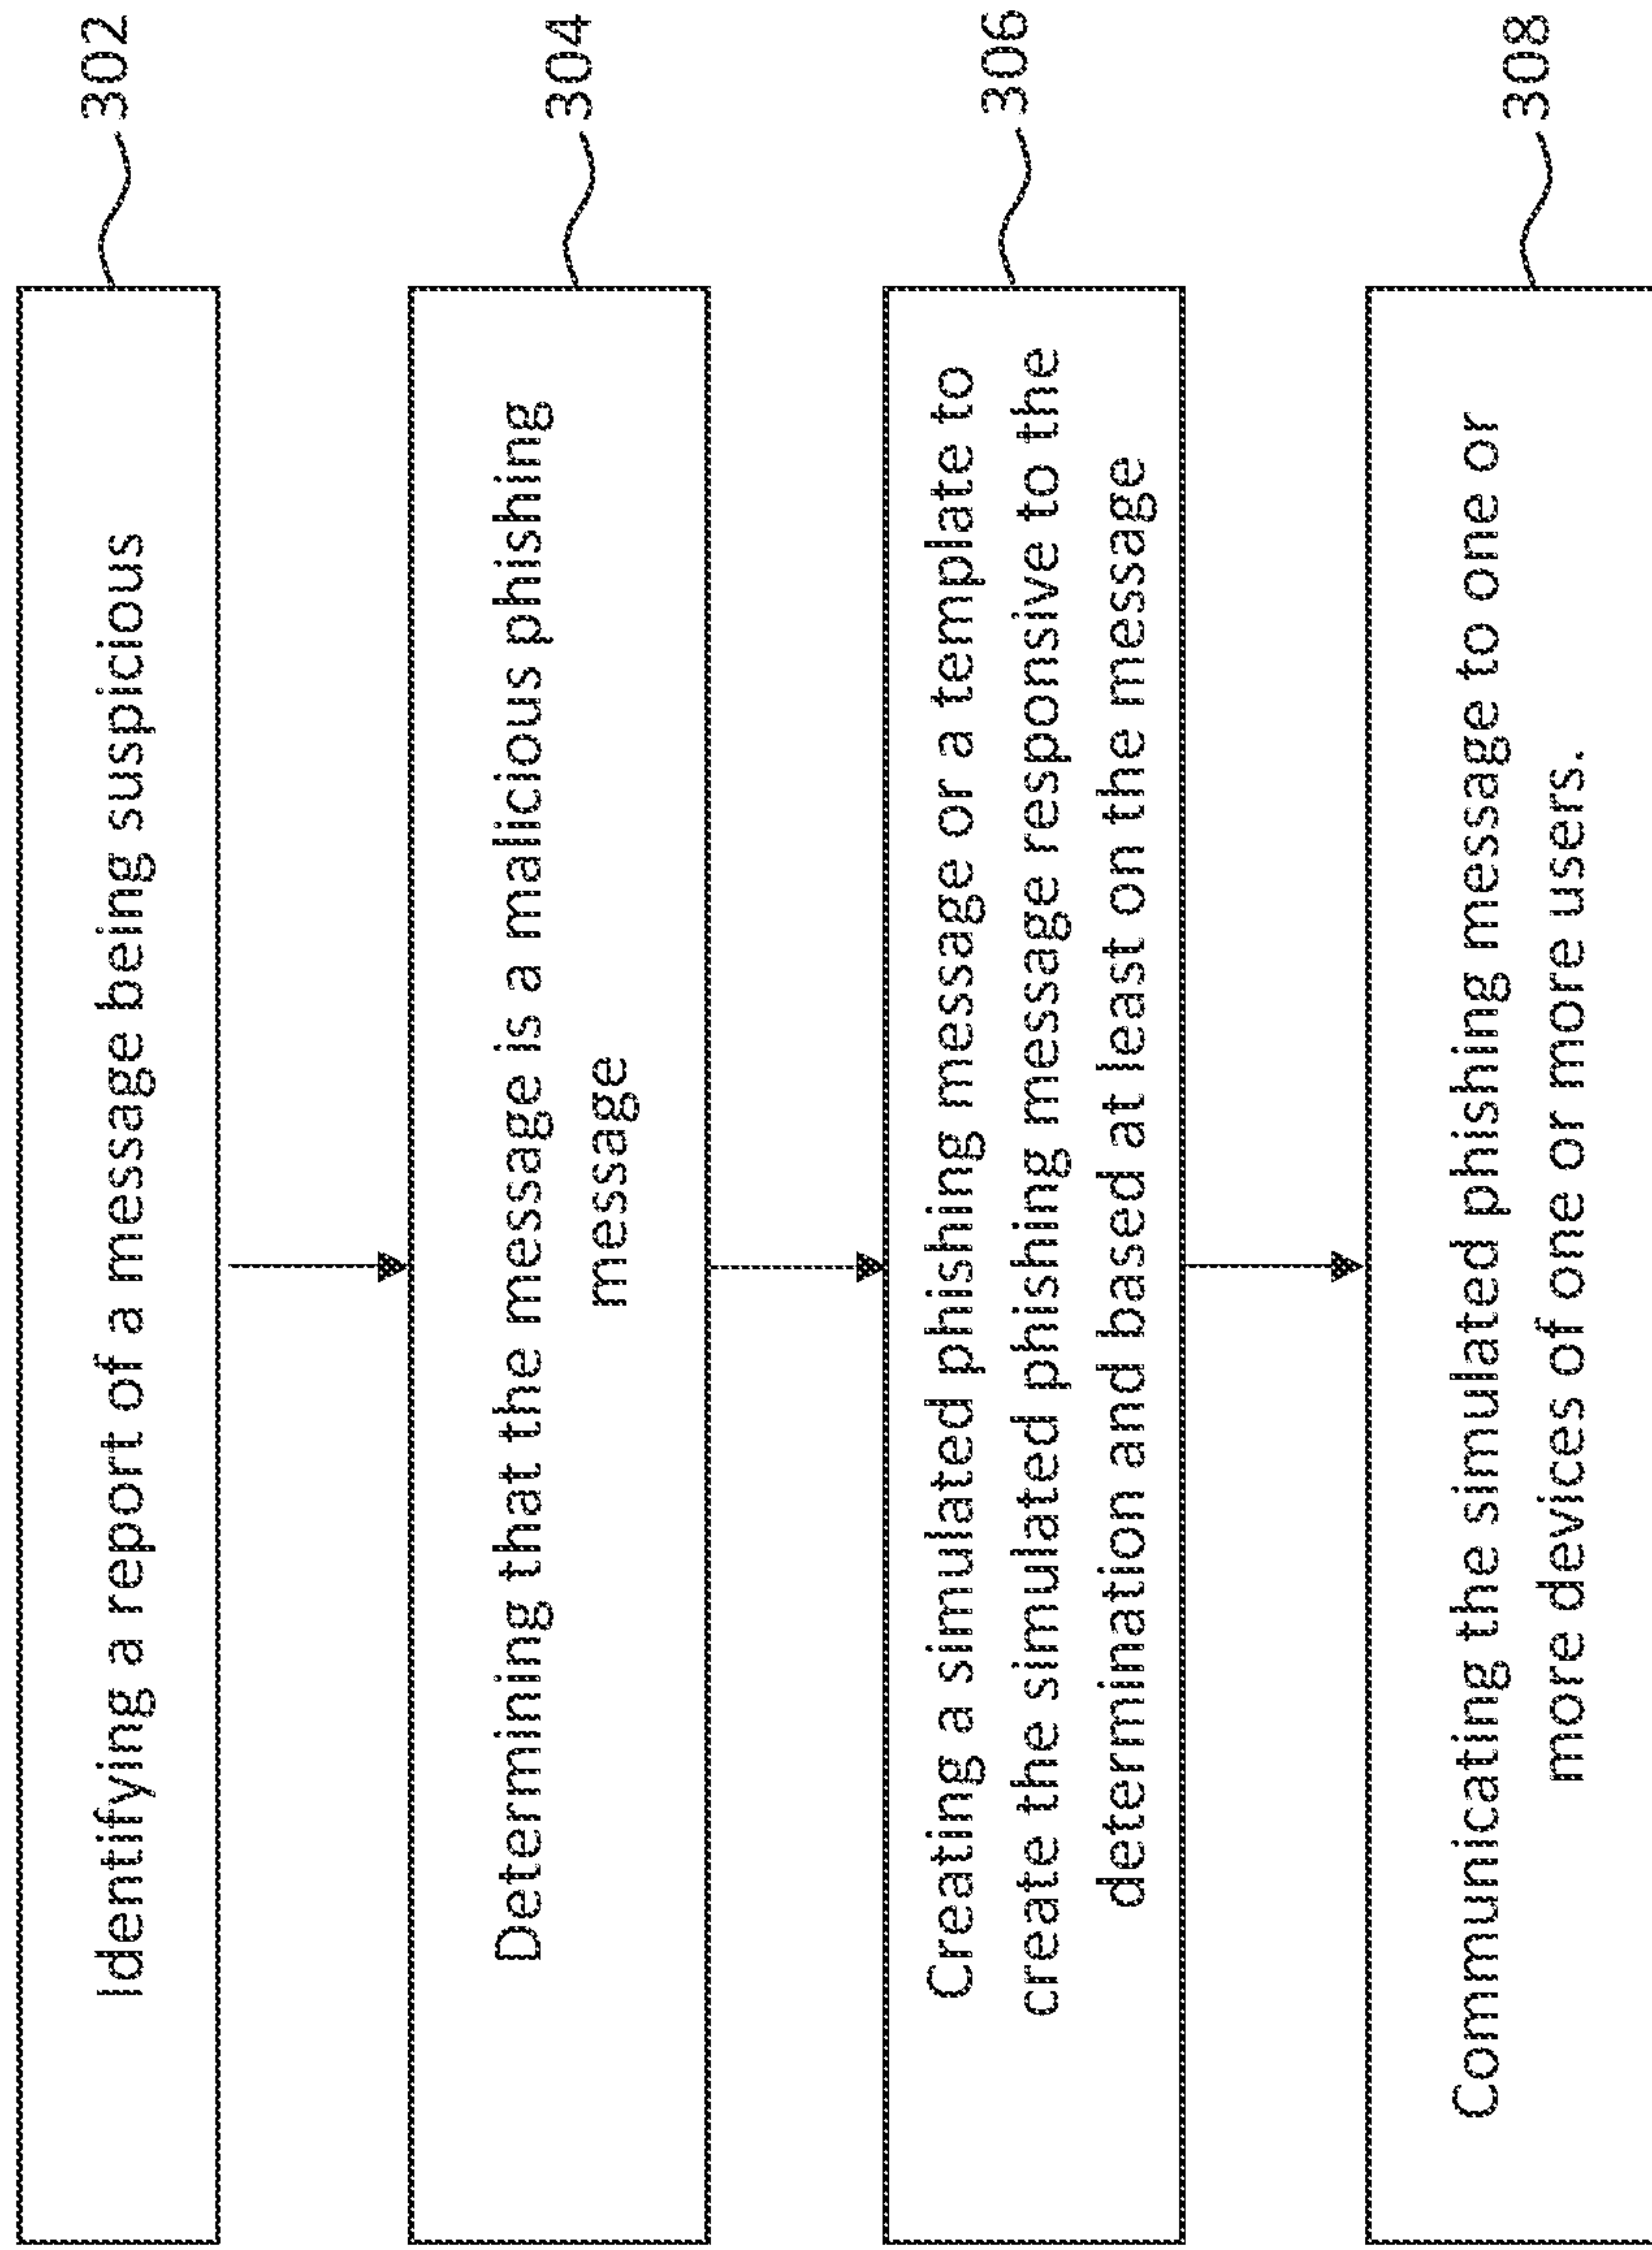 Identifying a report of a message being suspicious
302
Determining that the message is a malicious phishing
message
304
Creating a simulated phishing message or a template to
create the simulated phishing message responsive to the
determination and based at least on the message
306
Communicating the simulated phishing message to one or
more devices of one or more users.
308